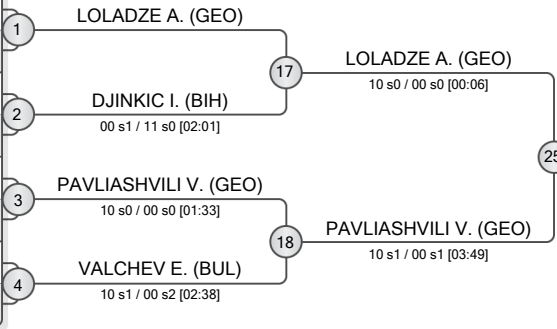 1
LOLADZE A. (GEO)
17
LOLADZE A. (GEO)
10 s0 / 00 s0 [00:06]
2
DJINKIC I. (BIH)
00 s1 / 11 s0 [02:01]
25
3
PAVLIASHVILI V. (GEO)
10 s0 / 00 s0 [01:33]
18
PAVLIASHVILI V. (GEO)
10 s1 / 00 s1 [03:49]
4
VALCHEV E. (BUL)
10 s1 / 00 s2 [02:38]